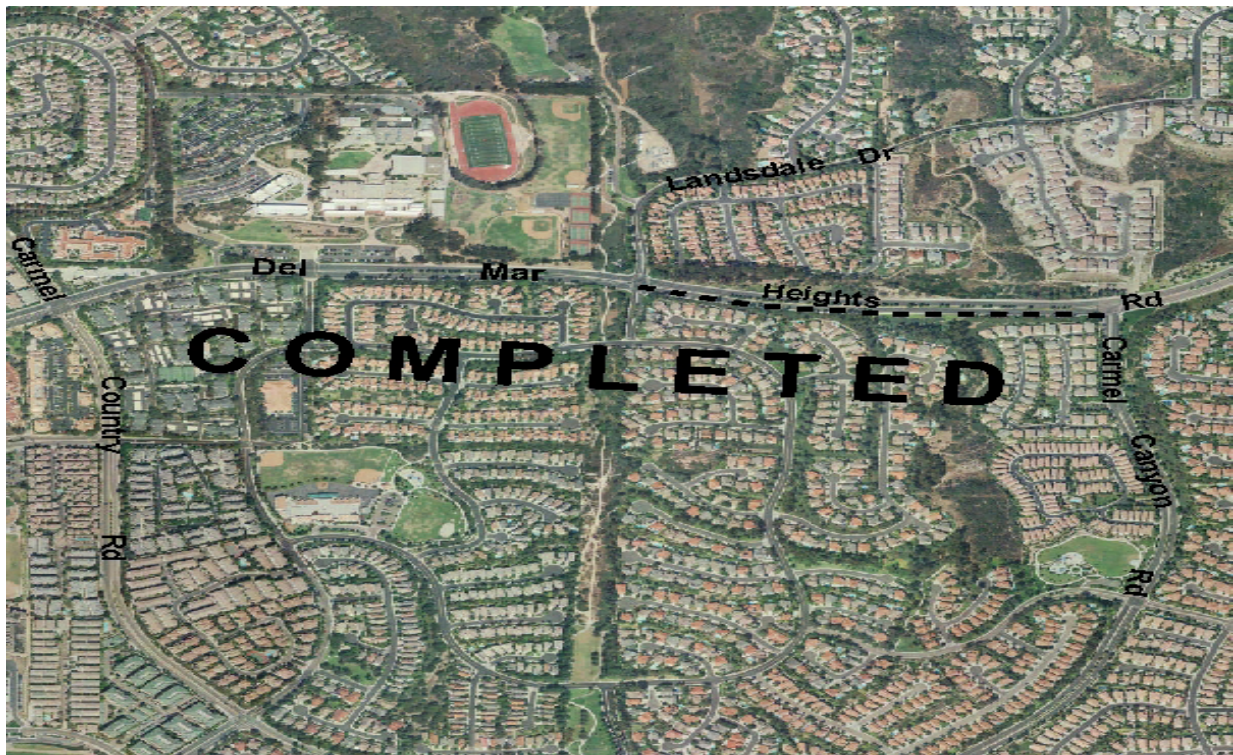 Landsdale Dr
Carmel
Country
Rd
Del Mar Heights Rd
COMPLETED
Carmel
Canyon
Rd